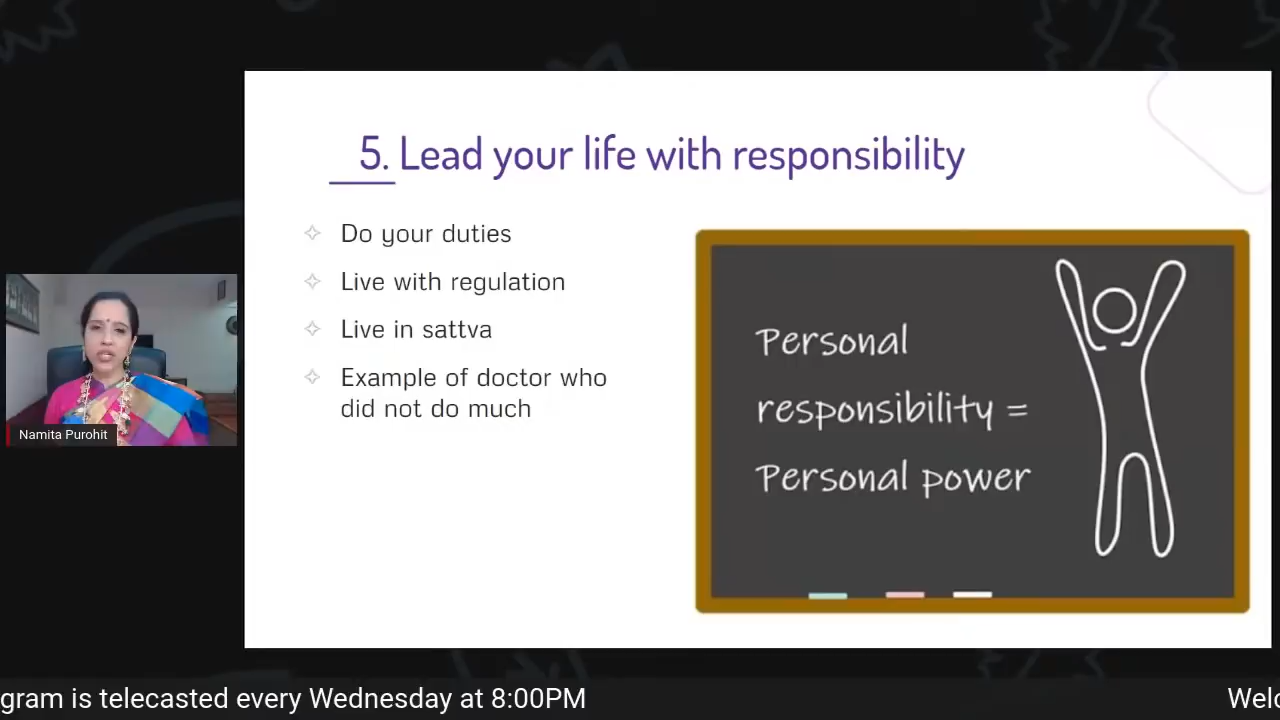 5. Lead your life with responsibility
Do your duties
Live with regulation
Live in sattva
Example of doctor who
did not do much
Personal
responsibility =
Personal power
Namita Purohit
gram is telecasted every Wednesday at 8:00PM
Welc